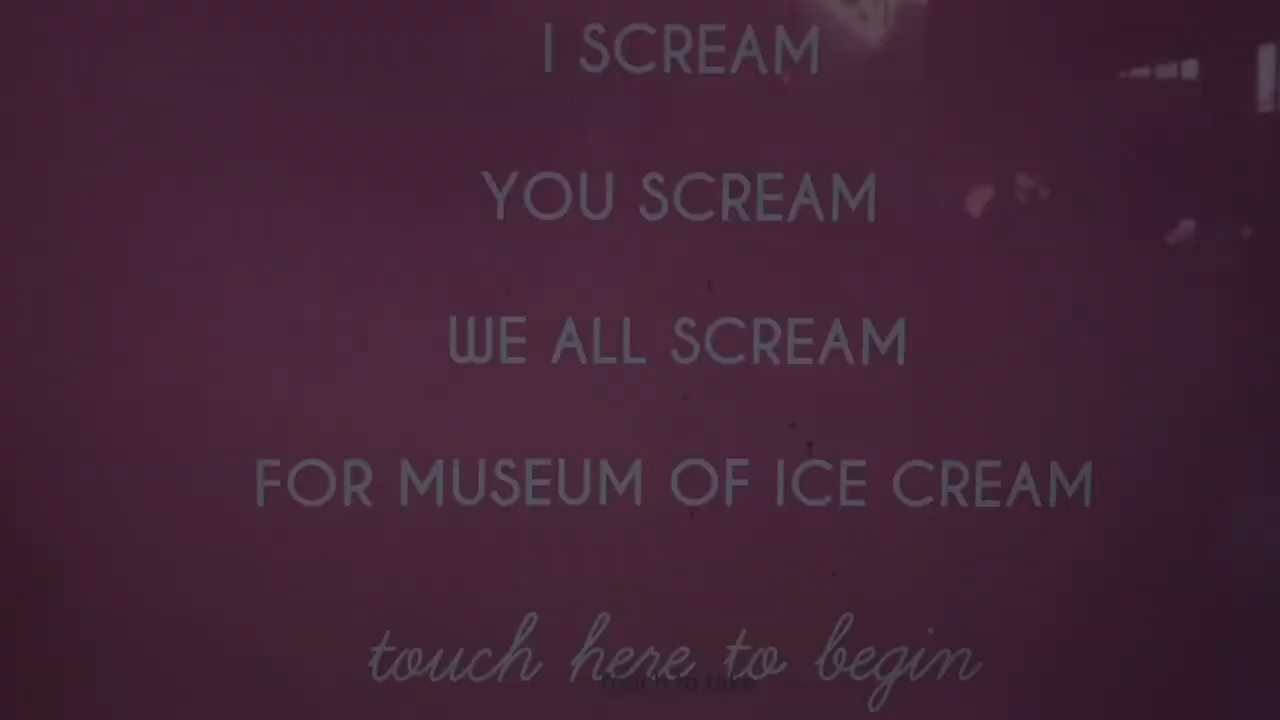 I SCREAM
YOU SCREAM
WE ALL SCREAM
FOR MUSEUM OF ICE CREAM
touch here to begin